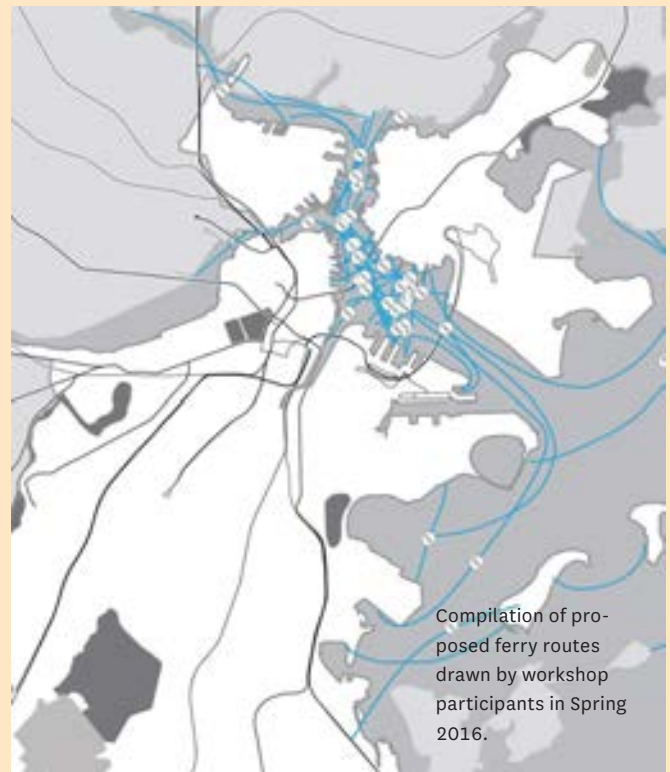 Compilation of pro-
posed ferry routes
drawn by workshop
participants in Spring
2016.